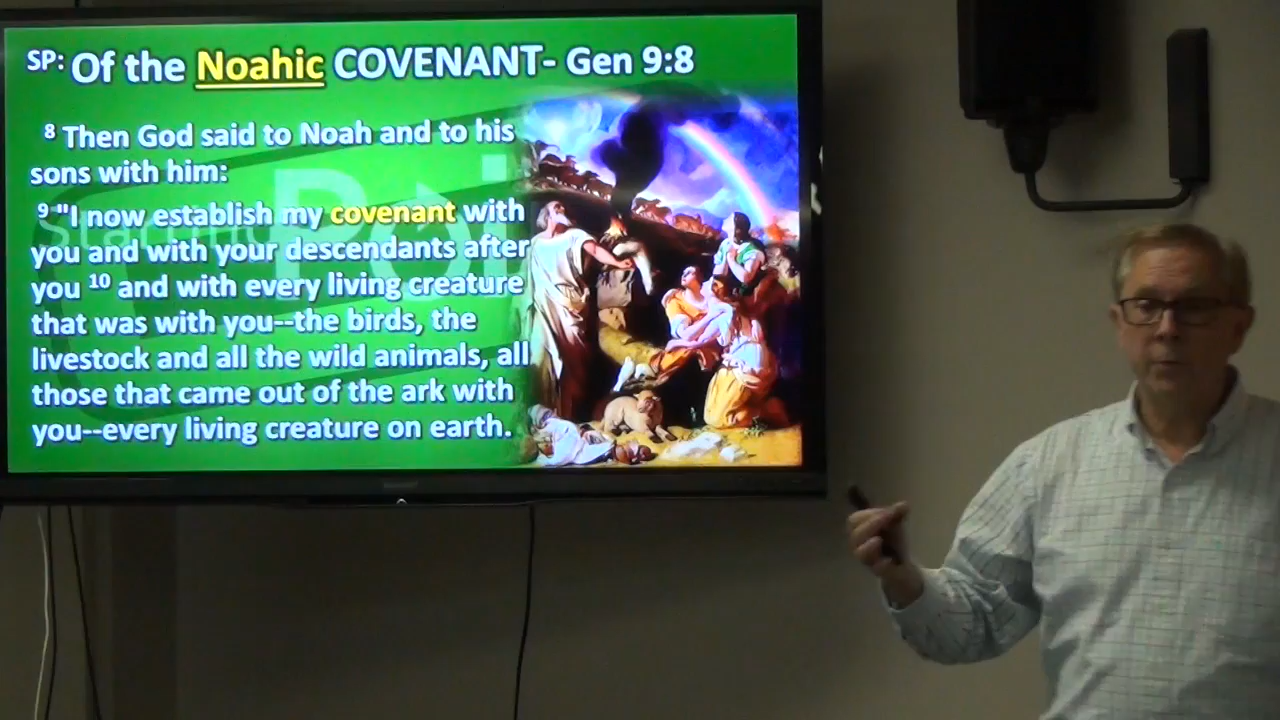 SP: Of the Noahic COVENANT- Gen 9:8
8 Then God said to Noah and to his
sons with him:
9 "I now establish my covenant with
you and with your descendants after
you 10 and with every living creature
that was with you--the birds, the
livestock and all the wild animals, all
those that came out of the ark with
you--every living creature on earth.
Starting
Poi